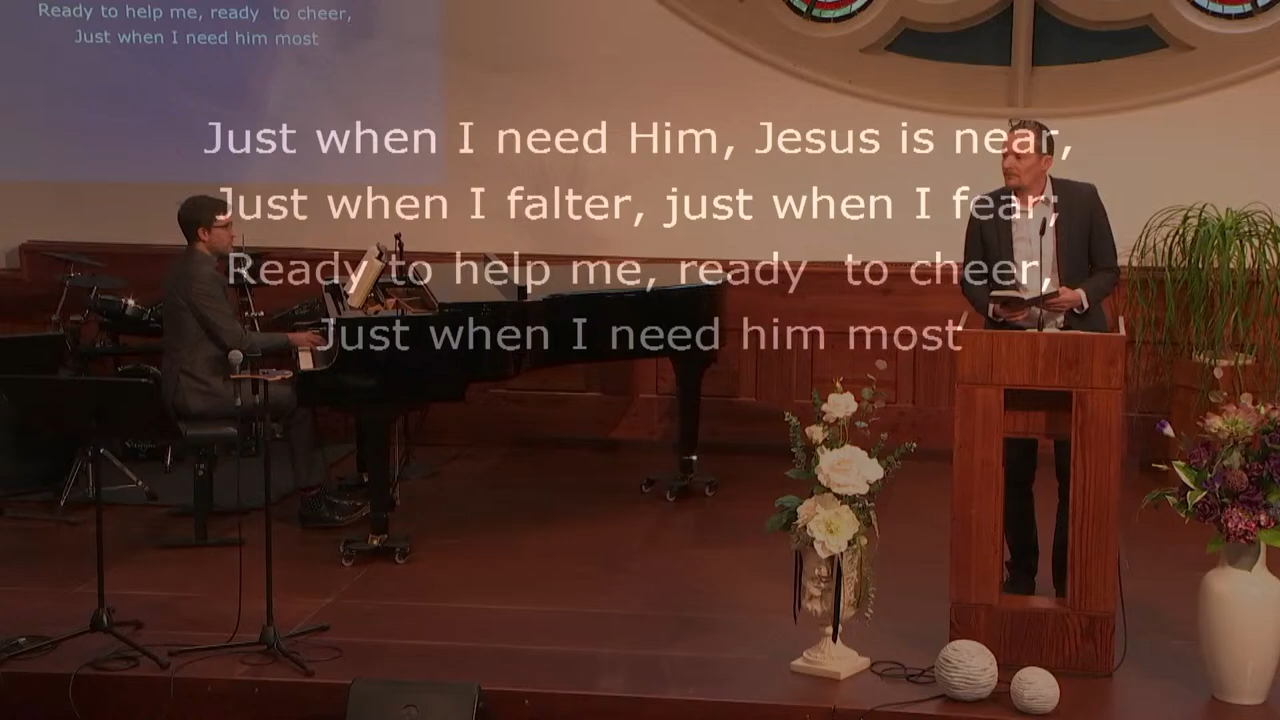 Ready to help me, ready  to cheer,
Just when I need him most
Just when I need Him, Jesus is near,
Just when I falter, just when I fear;
Ready to help me, ready  to cheer,
Just when I need him most